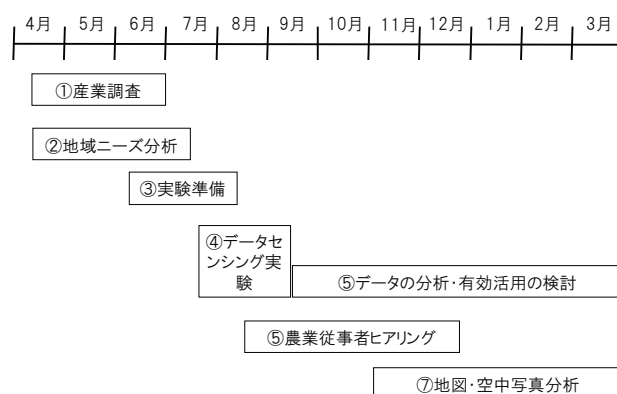 4月 5月 6月 7月 8月 9月 10月 11月 12月 1月 2月 3月
①産業調査
②地域ニーズ分析
③実験準備
④データセ
ンシング実
験
⑤データの分析・有効活用の検討
⑤農業従事者ヒアリング
⑦地図・空中写真分析